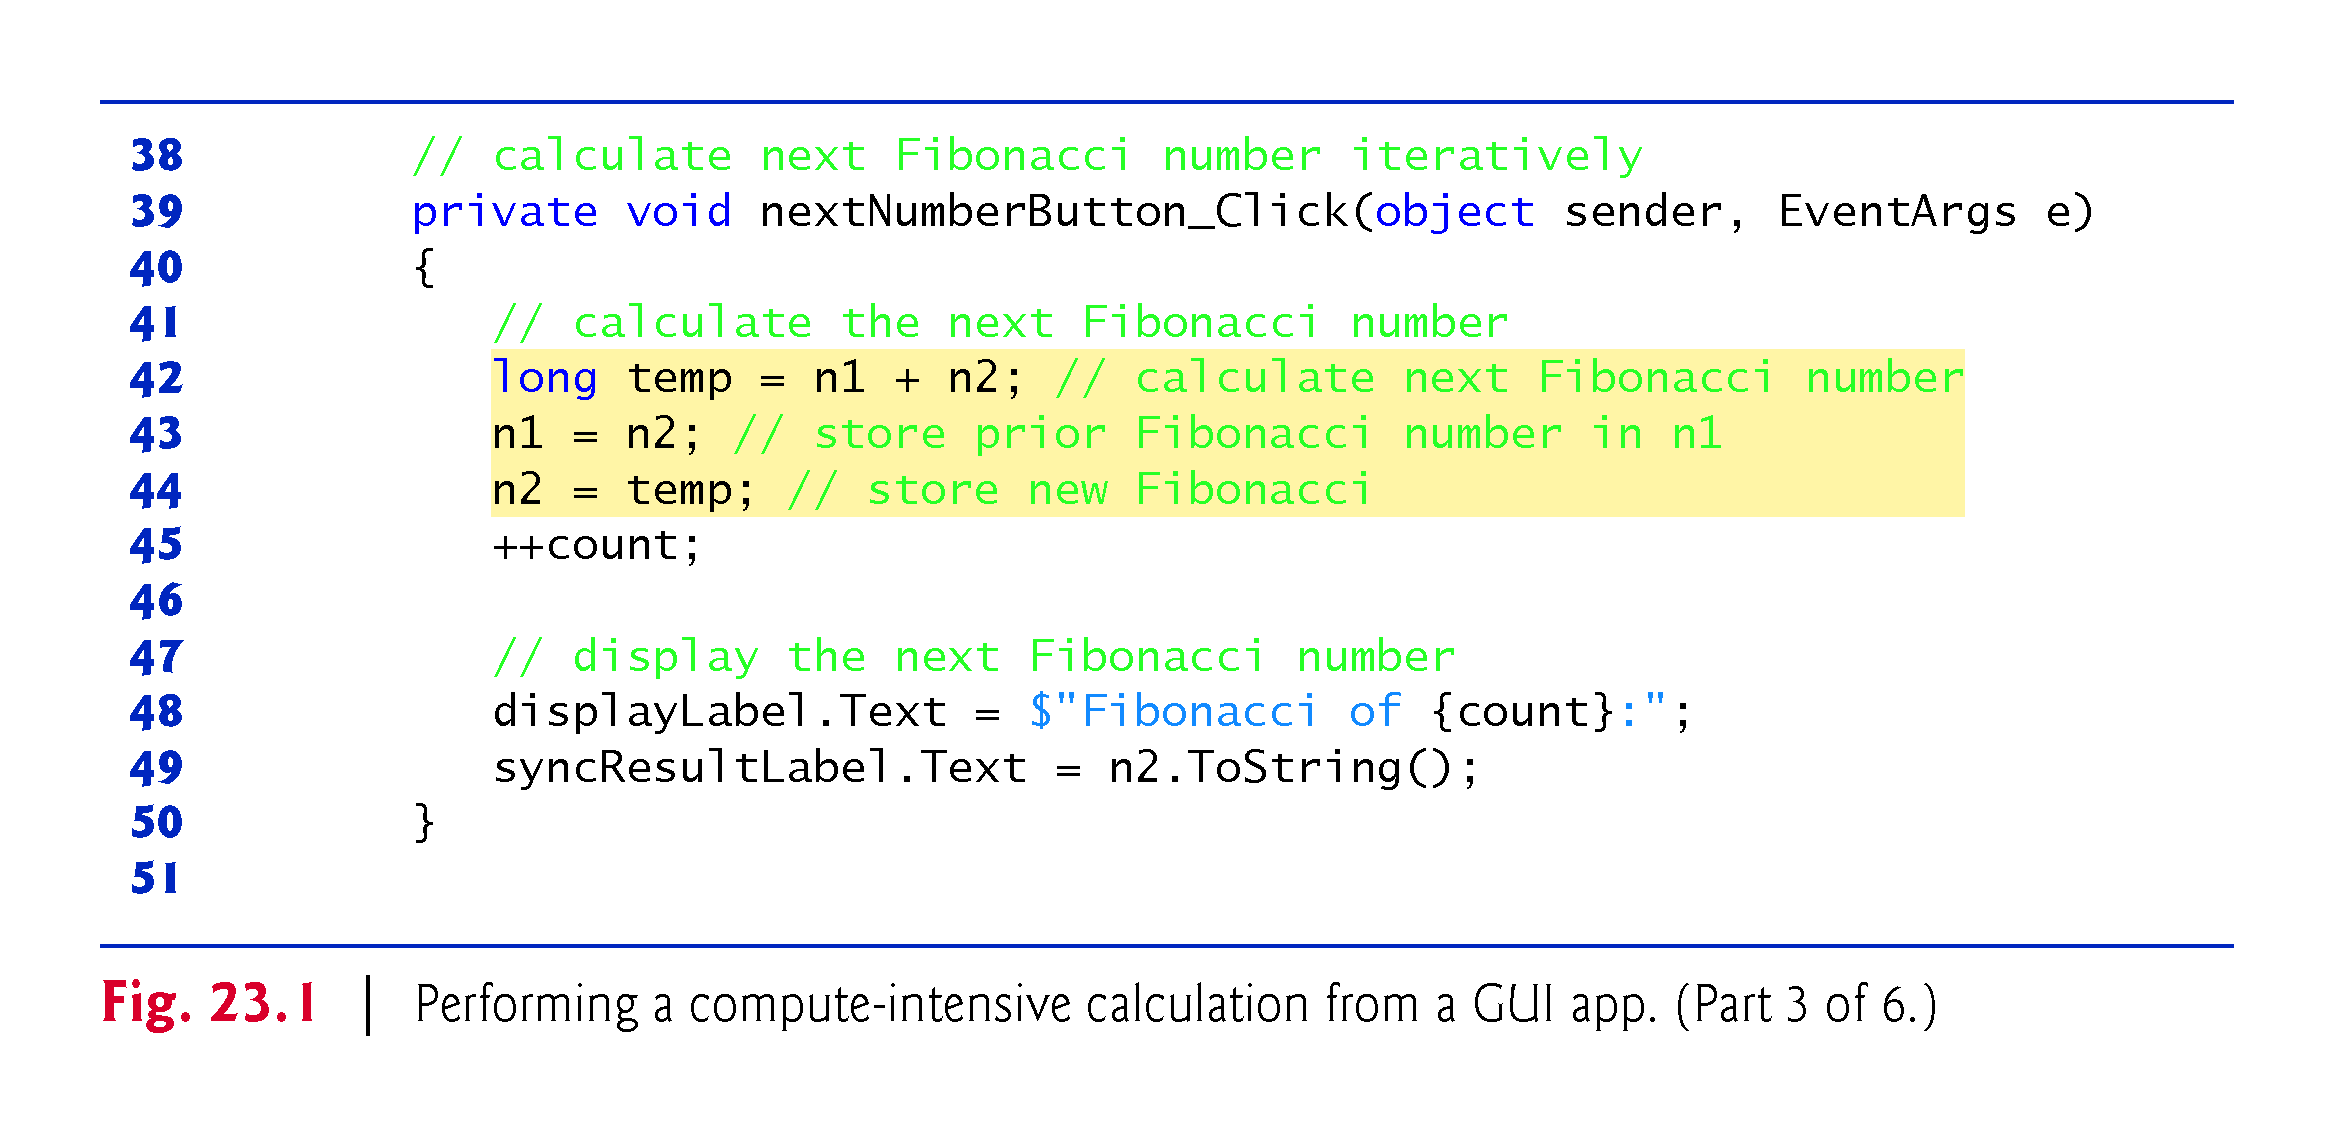 38 // calculate next Fibonacci number iteratively
39 private void nextNumberButton_Click(object sender, EventArgs e)
40 {
41 // calculate the next Fibonacci number
42 long temp = n1 + n2; // calculate next Fibonacci number
43 n1 = n2; // store prior Fibonacci number in n1
44 n2 = temp; // store new Fibonacci
45 ++count;
46
47 // display the next Fibonacci number
48 displayLabel.Text = $"Fibonacci of {count}:";
49 syncResultLabel.Text = n2.ToString();
50 }
51
Fig. 23.1 | Performing a compute-intensive calculation from a GUI app. (Part 3 of 6.)